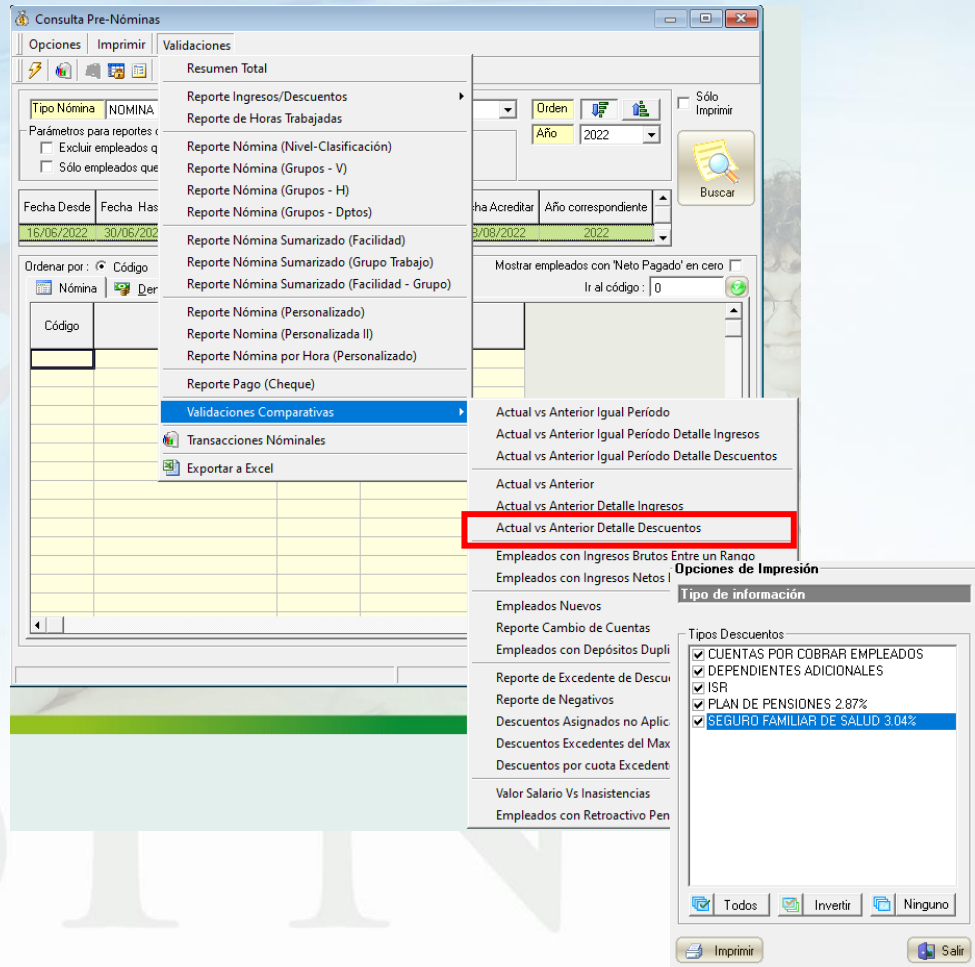 Consulta Pre-Nóminas
Opciones Imprimir Validaciones
Tipo Nómina NOMINA
Orden
Sólo Imprimir
Parámetros para reportes
Año 2022
Excluir empleados q
Sólo empleados que
Buscar
Fecha Desde Fecha Has ha Acreditar Año correspondiente
16/06/2022 30/06/202 8/08/2022 2022
Ordenar por : Código
Mostrar empleados con 'Neto Pagado' en cero
Nómina Der
Ir al código : 0
Código
Resumen Total
Reporte Ingresos/Descuentos
Reporte de Horas Trabajadas
Reporte Nómina (Nivel-Clasificación)
Reporte Nómina (Grupos - V)
Reporte Nómina (Grupos - H)
Reporte Nómina (Grupos - Dptos)
Reporte Nómina Sumarizado (Facilidad)
Reporte Nómina Sumarizado (Grupo Trabajo)
Reporte Nómina Sumarizado (Facilidad - Grupo)
Reporte Nómina (Personalizado)
Reporte Nomina (Personalizada II)
Reporte Nómina por Hora (Personalizado)
Reporte Pago (Cheque)
Validaciones Comparativas
Transacciones Nóminales
Exportar a Excel
Actual vs Anterior Igual Período
Actual vs Anterior Igual Período Detalle Ingresos
Actual vs Anterior Igual Período Detalle Descuentos
Actual vs Anterior
Actual vs Anterior Detalle Ingresos
Actual vs Anterior Detalle Descuentos
Empleados con Ingresos Brutos Entre un Rango
Empleados con Ingresos Netos
Empleados Nuevos
Reporte Cambio de Cuentas
Empleados con Depósitos Dupli
Reporte de Excedente de Descue
Reporte de Negativos
Descuentos Asignados no Aplic
Descuentos Excedentes del Max
Descuentos por cuota Excedent
Valor Salario Vs Inasistencias
Empleados con Retroactivo Pen
Opciones de Impresión
Tipo de información
Tipos Descuentos
CUENTAS POR COBRAR EMPLEADOS
DEPENDIENTES ADICIONALES
ISR
PLAN DE PENSIONES 2.87%
SEGURO FAMILIAR DE SALUD 3.04%
Todos Invertir Ninguno
Imprimir Salir